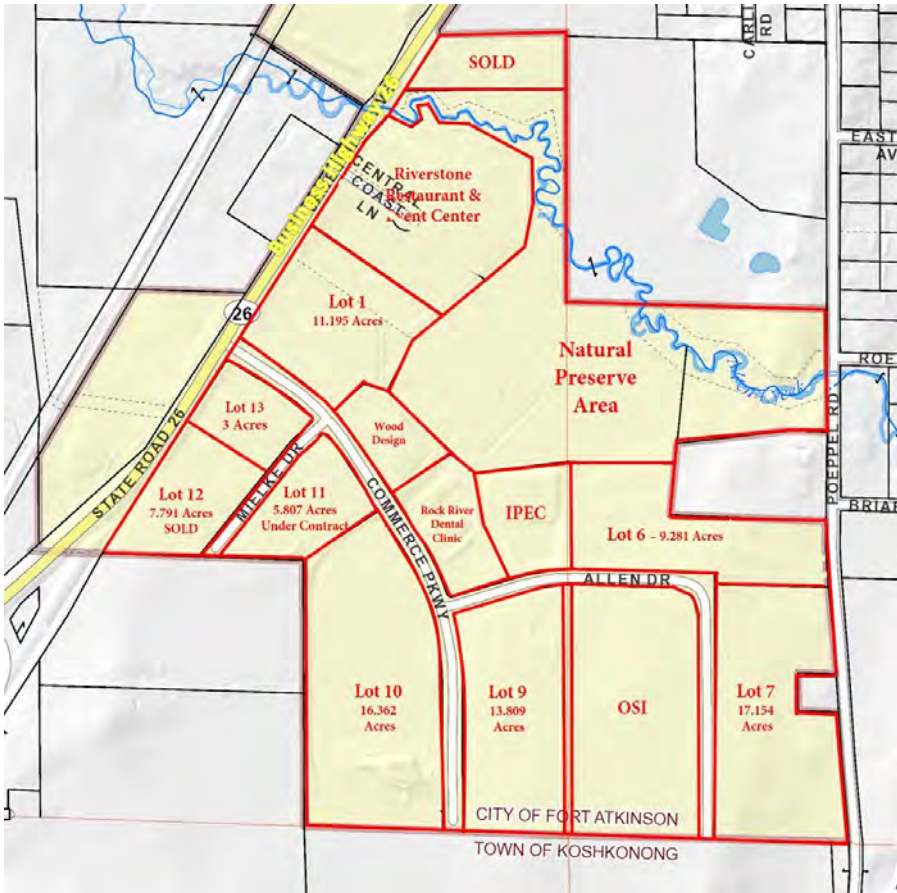 CARL
RD
SOLD
Business Highway 26
EAST
AV
CENTRAL
COAST
LN
Riverstone
Restaurant &
Event Center
Lot 1
11.195 Acres
26
Natural
Preserve
Area
ROE
POEPPEL RD
BRIAR
STATE ROAD 26
Lot 13
3 Acres
Wood
Design
MIELKE DR
COMMERCE PKWY
Lot 12
7.791 Acres
SOLD
Lot 11
5.807 Acres
Under Contract
Rock River
Dental
Clinic
IPEC
Lot 6 - 9.281 Acres
ALLEN DR
Lot 10
16.362
Acres
Lot 9
13.809
Acres
OSI
Lot 7
17.154
Acres
CITY OF FORT ATKINSON
TOWN OF KOSHKONONG